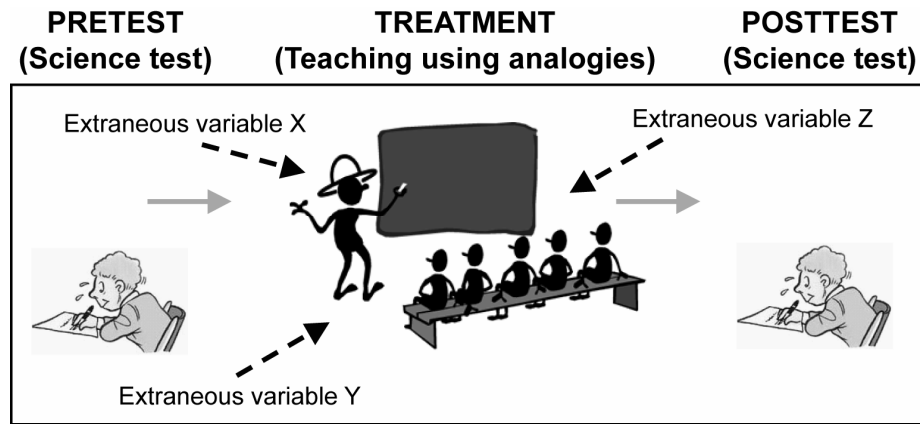 PRETEST
(Science test)
TREATMENT
(Teaching using analogies)
POSTTEST
(Science test)
Extraneous variable X
Extraneous variable Z
Extraneous variable Y